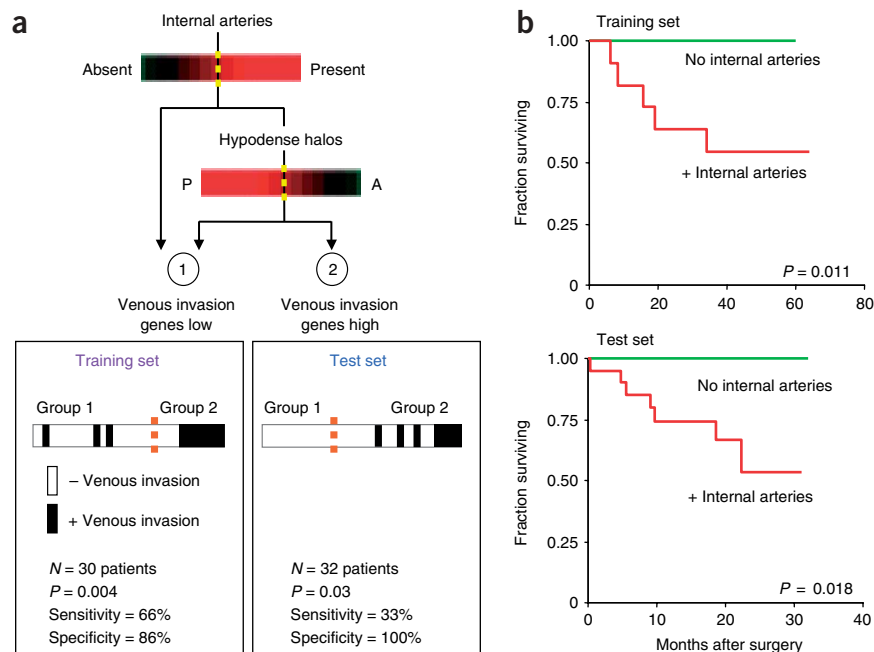 a
Internal arteries
Absent
Present
Hypodense halos
P
A
1
2
Venous invasion
genes low
Venous invasion
genes high
Training set
Group 1
Group 2
– Venous invasion
+ Venous invasion
N = 30 patients
P = 0.004
Sensitivity = 66%
Specificity = 86%
Test set
Group 1
Group 2
N = 32 patients
P = 0.03
Sensitivity = 33%
Specificity = 100%
b
Training set
Fraction surviving
1.00
0.75
0.50
0.25
0
No internal arteries
+ Internal arteries
P = 0.011
0
20
40
60
80
Test set
Fraction surviving
1.00
0.75
0.50
0.25
0
No internal arteries
+ Internal arteries
P = 0.018
0
10
20
30
40
Months after surgery